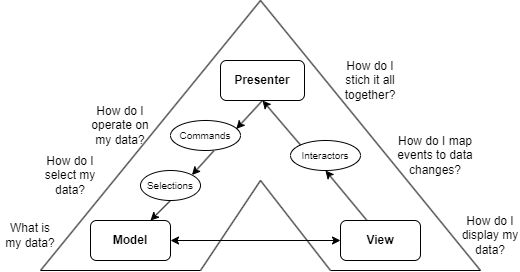 How do I
stich it all
together?
Presenter
How do I
operate on
my data?
Commands
How do I map
events to data
changes?
Interactors
How do I
select my
data?
Selections
What is
my data?
Model
View
How do I
display my
data?